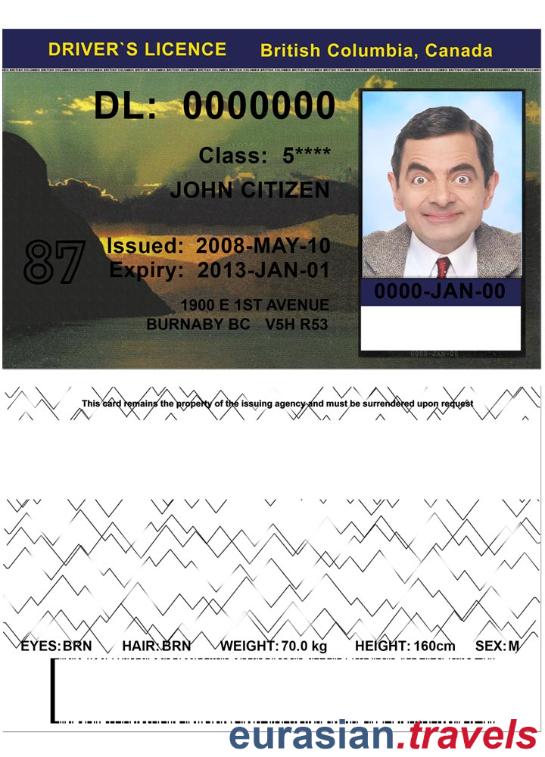 DRIVER`S LICENCE British Columbia, Canada
DL: 0000000
Class: 5****
JOHN CITIZEN
87
Issued: 2008-MAY-10
Expiry: 2013-JAN-01
1900 E 1ST AVENUE
BURNABY BC V5H R53
0000-JAN-00
This card remains the property of the issuing agency and must be surrendered upon request
EYES:BRN HAIR:BRN WEIGHT:70.0 kg HEIGHT: 160cm SEX:M
eurasian.travels